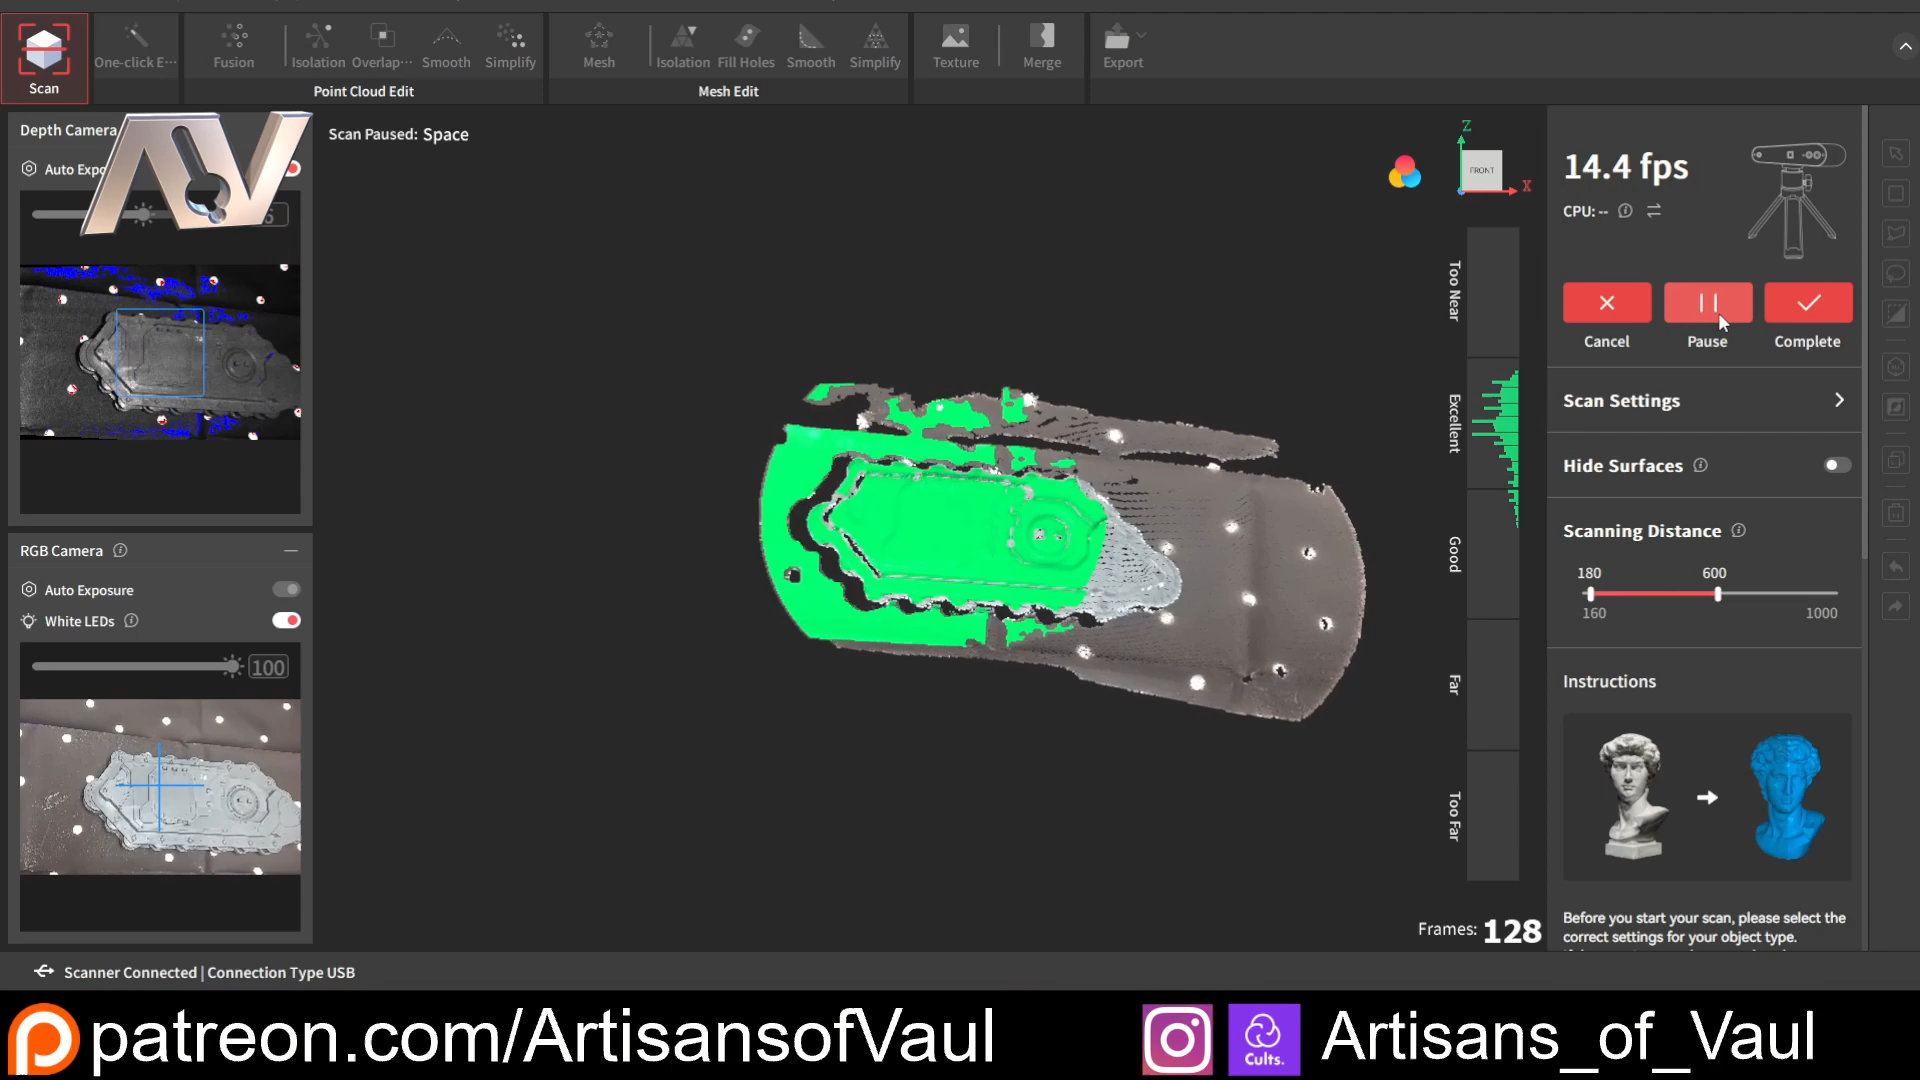 Scan
One-click E···
Fusion
Isolation
Overlap···
Smooth
Simplify
Point Cloud Edit
Mesh
Isolation
Fill Holes
Smooth
Simplify
Mesh Edit
Texture
Merge
Export
Depth Camera
Auto Expo
AV
Scan Paused: Space
Z
FRONT
X
14.4 fps
CPU: --
Cancel
Pause
Complete
Scan Settings
Hide Surfaces
Scanning Distance
180
600
160
1000
Instructions
Before you start your scan, please select the
correct settings for your object type.
Too Near
Excellent
Good
Far
Too Far
Frames: 128
RGB Camera
Auto Exposure
White LEDs
100
Scanner Connected | Connection Type USB
patreon.com/ArtisansofVaul
Cults.
Artisans_of_Vaul